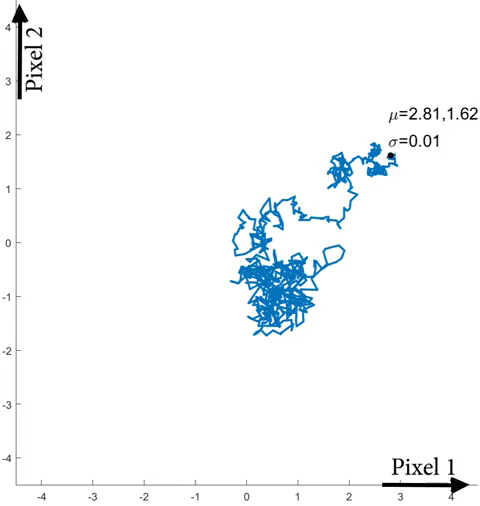 Pixel 2
4
3
2
1
0
-1
-2
-3
-4
μ=2.81,1.62
σ=0.01
Pixel 1
-4 -3 -2 -1 0 1 2 3 4